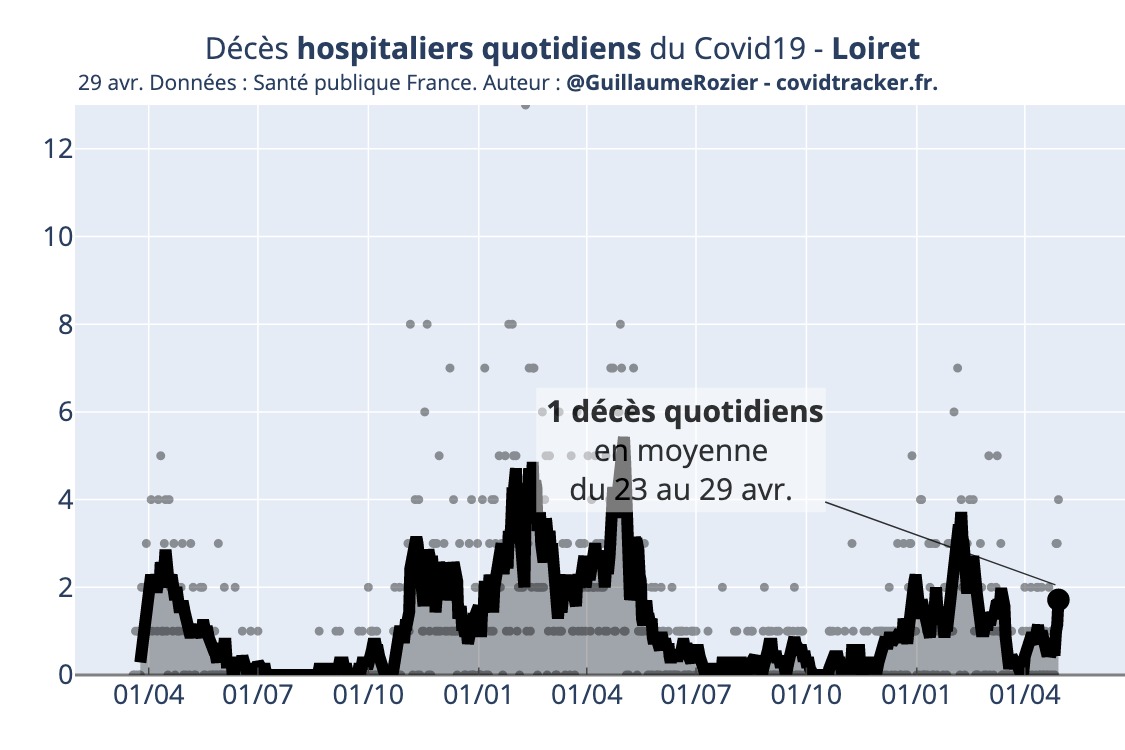 Décès hospitaliers quotidiens du Covid19 - Loiret
29 avr. Données : Santé publique France. Auteur : @GuillaumeRozier - covidtracker.fr.
12
10
8
6
4
2
0
1 décès quotidiens
en moyenne
du 23 au 29 avr.
01/04 01/07 01/10 01/01 01/04 01/07 01/10 01/01 01/04